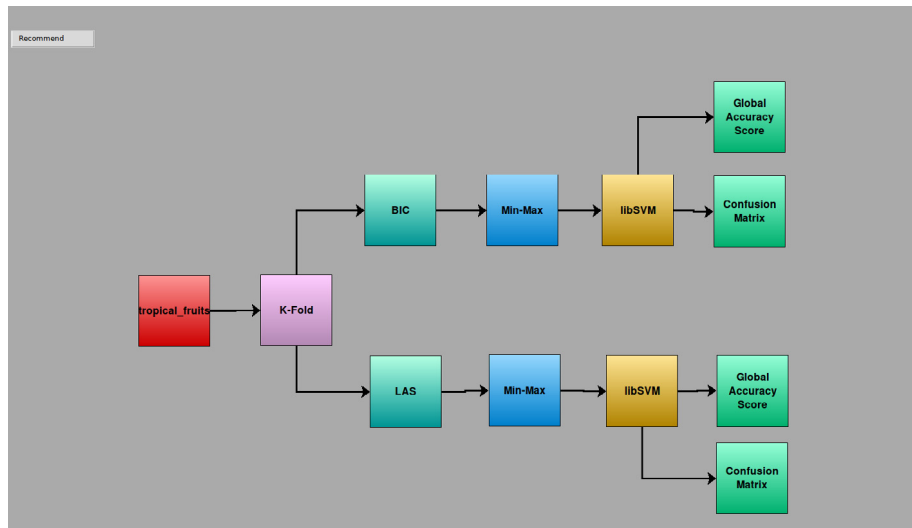 Recommend
Global
Accuracy
Score
BIC
Min-Max
libSVM
Confusion
Matrix
tropical_fruits
K-Fold
LAS
Min-Max
libSVM
Global
Accuracy
Score
Confusion
Matrix